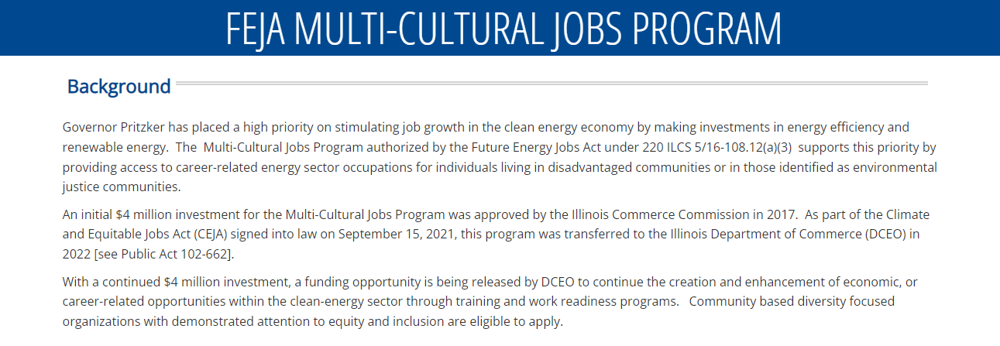 FEJA MULTI-CULTURAL JOBS PROGRAM
Background
Governor Pritzker has placed a high priority on stimulating job growth in the clean energy economy by making investments in energy efficiency and
renewable energy.  The  Multi-Cultural Jobs Program authorized by the Future Energy Jobs Act under 220 ILCS 5/16-108.12(a)(3)  supports this priority by
providing access to career-related energy sector occupations for individuals living in disadvantaged communities or in those identified as environmental
justice communities.
An initial $4 million investment for the Multi-Cultural Jobs Program was approved by the Illinois Commerce Commission in 2017.  As part of the Climate
and Equitable Jobs Act (CEJA) signed into law on September 15, 2021, this program was transferred to the Illinois Department of Commerce (DCEO) in
2022 [see Public Act 102-662].
With a continued $4 million investment, a funding opportunity is being released by DCEO to continue the creation and enhancement of economic, or
career-related opportunities within the clean-energy sector through training and work readiness programs.   Community based diversity focused
organizations with demonstrated attention to equity and inclusion are eligible to apply.